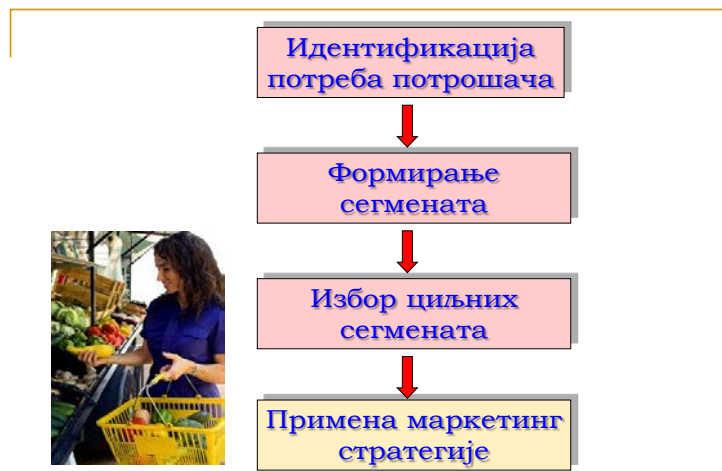 Идентификација
потреба потрошача
Формирање
сегмената
Избор циљних
сегмената
Примена маркетинг
стратегије